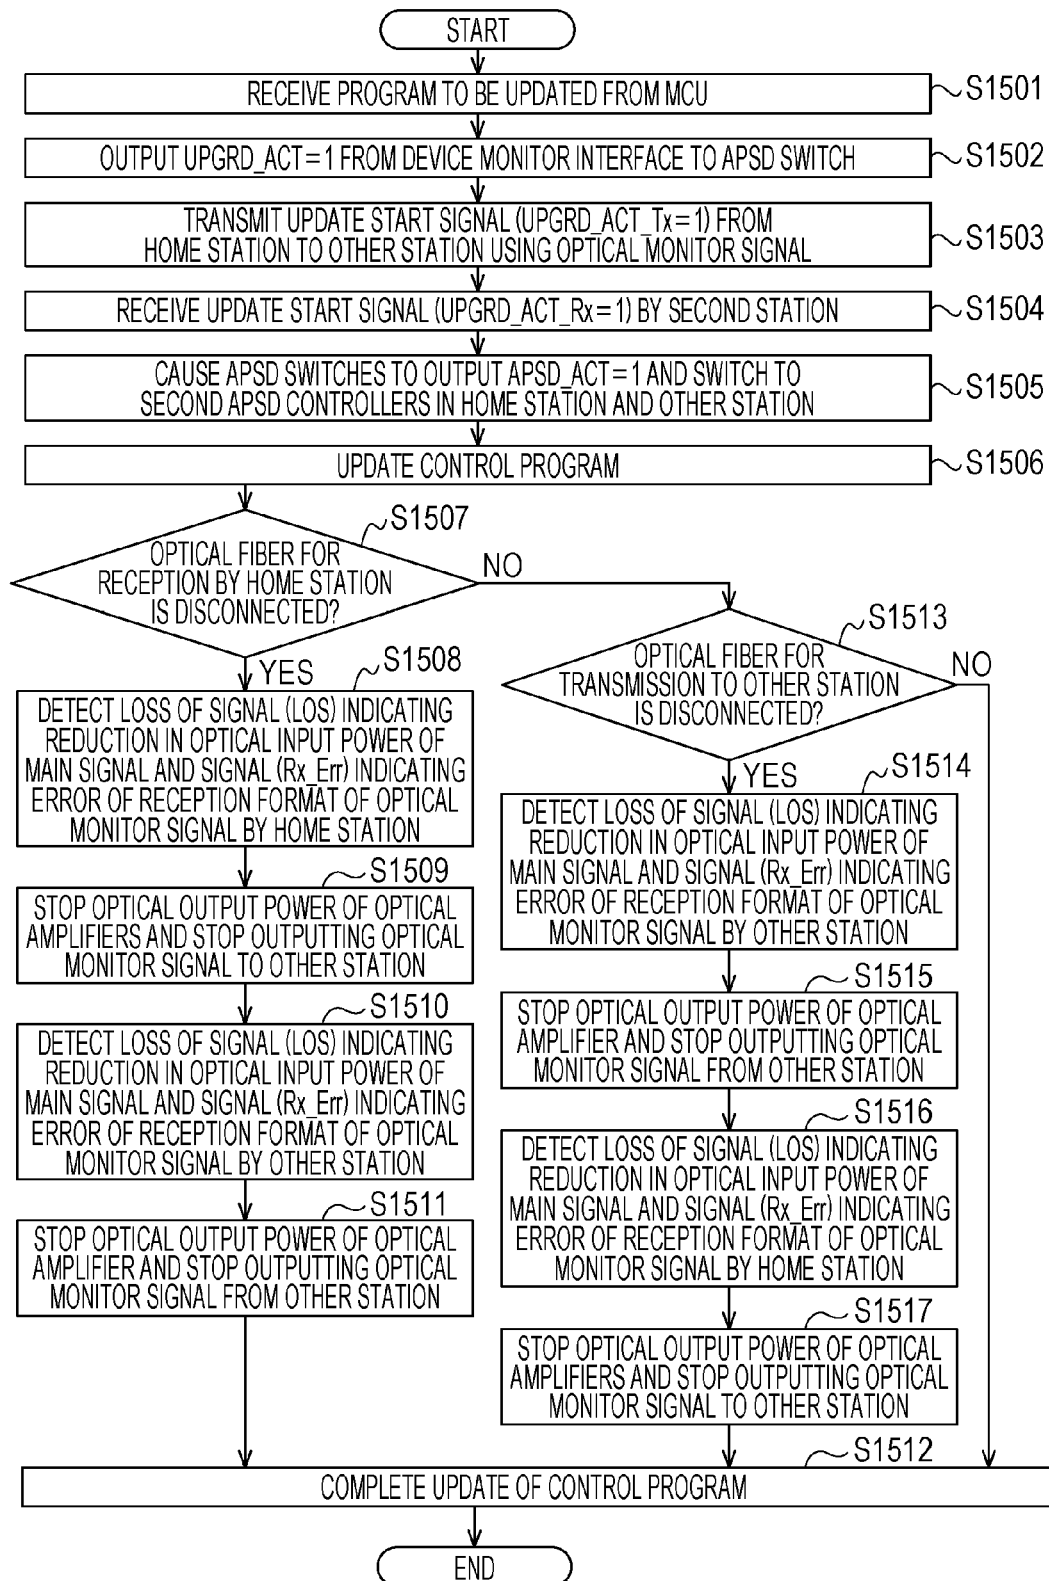 START
RECEIVE PROGRAM TO BE UPDATED FROM MCU
S1501
OUTPUT UPGRD_ACT=1 FROM DEVICE MONITOR INTERFACE TO APSD SWITCH
S1502
TRANSMIT UPDATE START SIGNAL (UPGRD_ACT_Tx=1) FROM
HOME STATION TO OTHER STATION USING OPTICAL MONITOR SIGNAL
S1503
RECEIVE UPDATE START SIGNAL (UPGRD_ACT_Rx=1) BY SECOND STATION
S1504
CAUSE APSD SWITCHES TO OUTPUT APSD_ACT=1 AND SWITCH TO
SECOND APSD CONTROLLERS IN HOME STATION AND OTHER STATION
S1505
UPDATE CONTROL PROGRAM
S1506
S1507
OPTICAL FIBER FOR
RECEPTION BY HOME STATION
IS DISCONNECTED?
NO
YES
S1508
DETECT LOSS OF SIGNAL (LOS) INDICATING
REDUCTION IN OPTICAL INPUT POWER OF
MAIN SIGNAL AND SIGNAL (Rx_Err) INDICATING
ERROR OF RECEPTION FORMAT OF OPTICAL
MONITOR SIGNAL BY HOME STATION
S1509
STOP OPTICAL OUTPUT POWER OF OPTICAL
AMPLIFIERS AND STOP OUTPUTTING OPTICAL
MONITOR SIGNAL TO OTHER STATION
S1510
DETECT LOSS OF SIGNAL (LOS) INDICATING
REDUCTION IN OPTICAL INPUT POWER OF
MAIN SIGNAL AND SIGNAL (Rx_Err) INDICATING
ERROR OF RECEPTION FORMAT OF OPTICAL
MONITOR SIGNAL BY OTHER STATION
S1511
STOP OPTICAL OUTPUT POWER OF OPTICAL
AMPLIFIER AND STOP OUTPUTTING OPTICAL
MONITOR SIGNAL FROM OTHER STATION
S1513
OPTICAL FIBER FOR
TRANSMISSION TO OTHER STATION
IS DISCONNECTED?
NO
YES
S1514
DETECT LOSS OF SIGNAL (LOS) INDICATING
REDUCTION IN OPTICAL INPUT POWER OF
MAIN SIGNAL AND SIGNAL (Rx_Err) INDICATING
ERROR OF RECEPTION FORMAT OF OPTICAL
MONITOR SIGNAL BY OTHER STATION
S1515
STOP OPTICAL OUTPUT POWER OF OPTICAL
AMPLIFIER AND STOP OUTPUTTING OPTICAL
MONITOR SIGNAL FROM OTHER STATION
S1516
DETECT LOSS OF SIGNAL (LOS) INDICATING
REDUCTION IN OPTICAL INPUT POWER OF
MAIN SIGNAL AND SIGNAL (Rx_Err) INDICATING
ERROR OF RECEPTION FORMAT OF OPTICAL
MONITOR SIGNAL BY HOME STATION
S1517
STOP OPTICAL OUTPUT POWER OF OPTICAL
AMPLIFIERS AND STOP OUTPUTTING OPTICAL
MONITOR SIGNAL TO OTHER STATION
S1512
COMPLETE UPDATE OF CONTROL PROGRAM
END